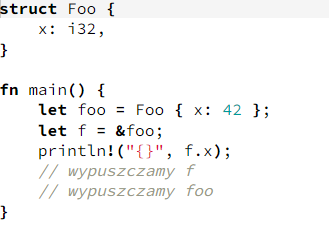 struct Foo {
    x: i32,
}

fn main() {
    let foo = Foo { x: 42 };
    let f = &foo;
    println!("{}", f.x);
    // wypuszczamy f
    // wypuszczamy foo
}